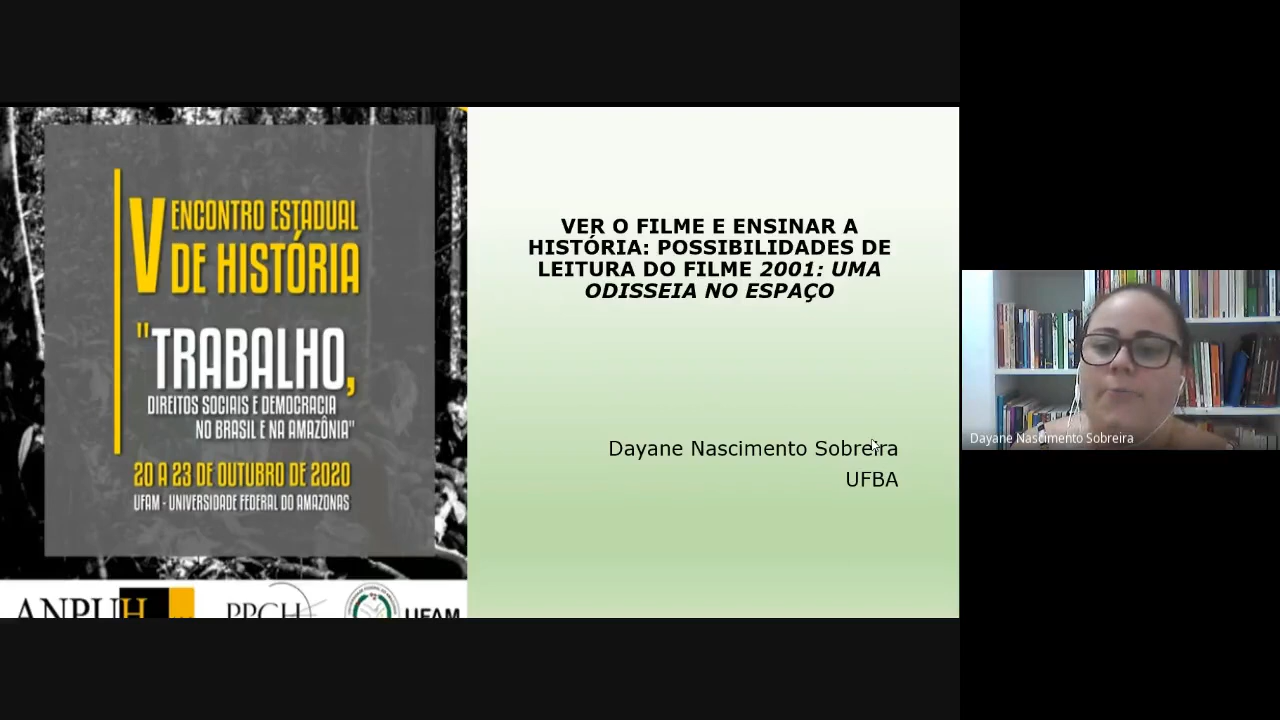 V ENCONTRO ESTADUAL
DE HISTÓRIA
"TRABALHO,
DIREITOS SOCIAIS E DEMOCRACIA
NO BRASIL E NA AMAZÔNIA"
20 A 23 DE OUTUBRO DE 2020
UFAM - UNIVERSIDADE FEDERAL DO AMAZONAS
ANPUH
PPGH
UFAM
VER O FILME E ENSINAR A
HISTÓRIA: POSSIBILIDADES DE
LEITURA DO FILME 2001: UMA
ODISSEIA NO ESPAÇO
Dayane Nascimento Sobreira
UFBA
Dayane Nascimento Sobreira